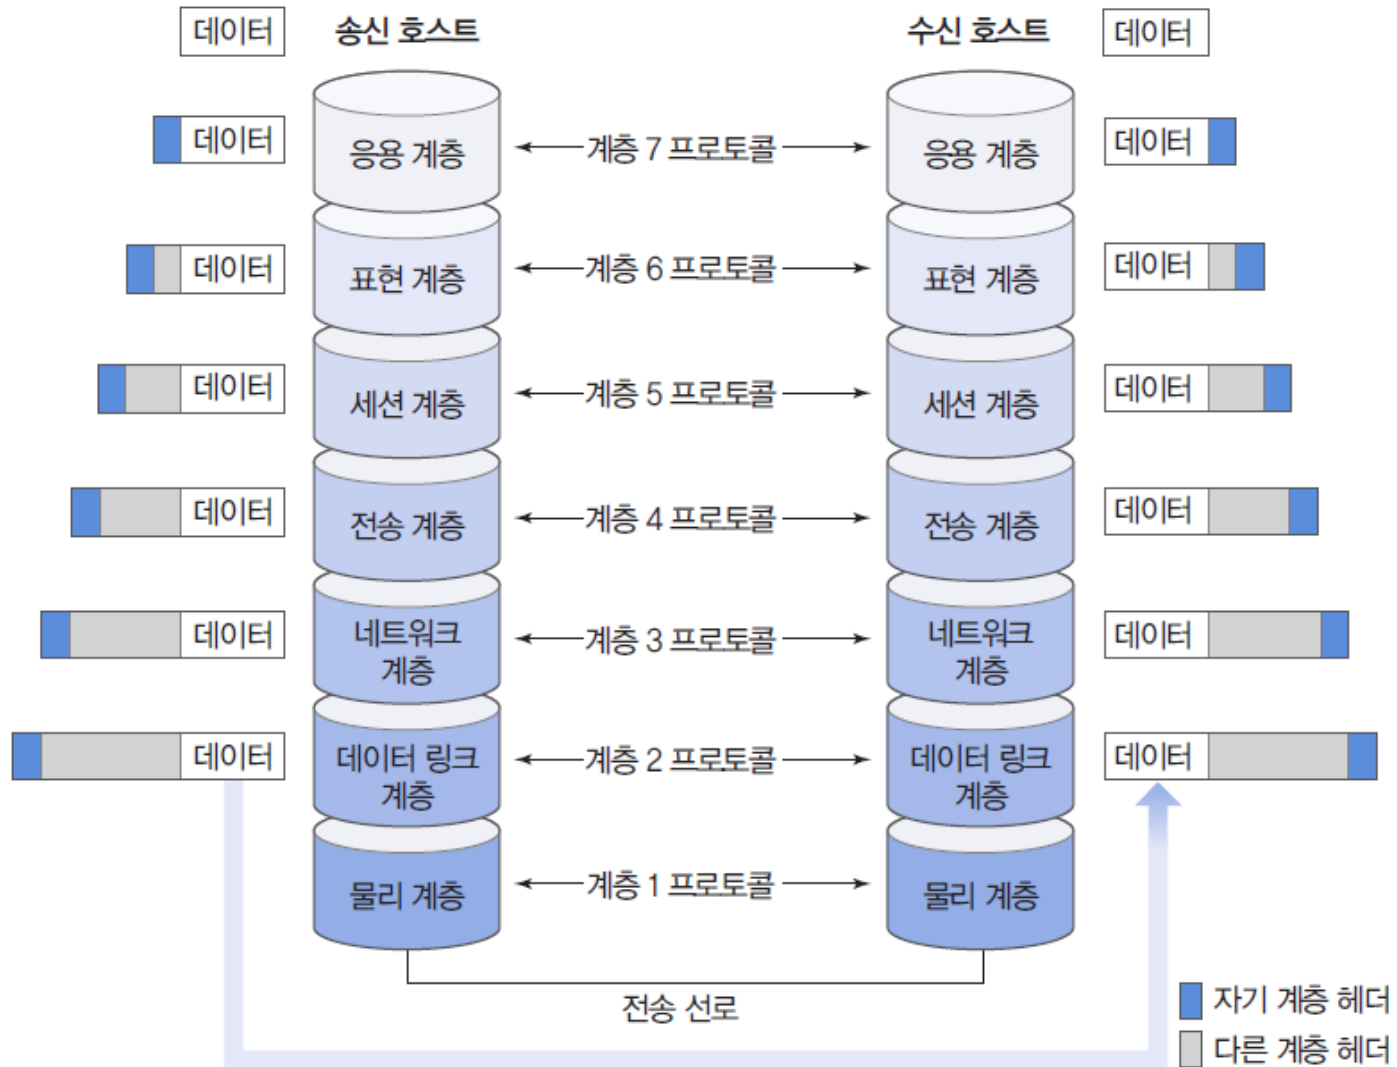 데이터 송신 호스트 수신 호스트 데이터
데이터 응용 계층 계층 7 프로토콜 응용 계층 데이터
데이터 표현 계층 계층 6 프로토콜 표현 계층 데이터
데이터 세션 계층 계층 5 프로토콜 세션 계층 데이터
데이터 전송 계층 계층 4 프로토콜 전송 계층 데이터
데이터 네트워크 계층 3 프로토콜 네트워크 데이터
계층 계층
데이터 데이터 링크 계층 2 프로토콜 데이터 링크 데이터
계층 계층
물리 계층 계층 1 프로토콜 물리 계층
전송 선로
자기 계층 헤더
다른 계층 헤더